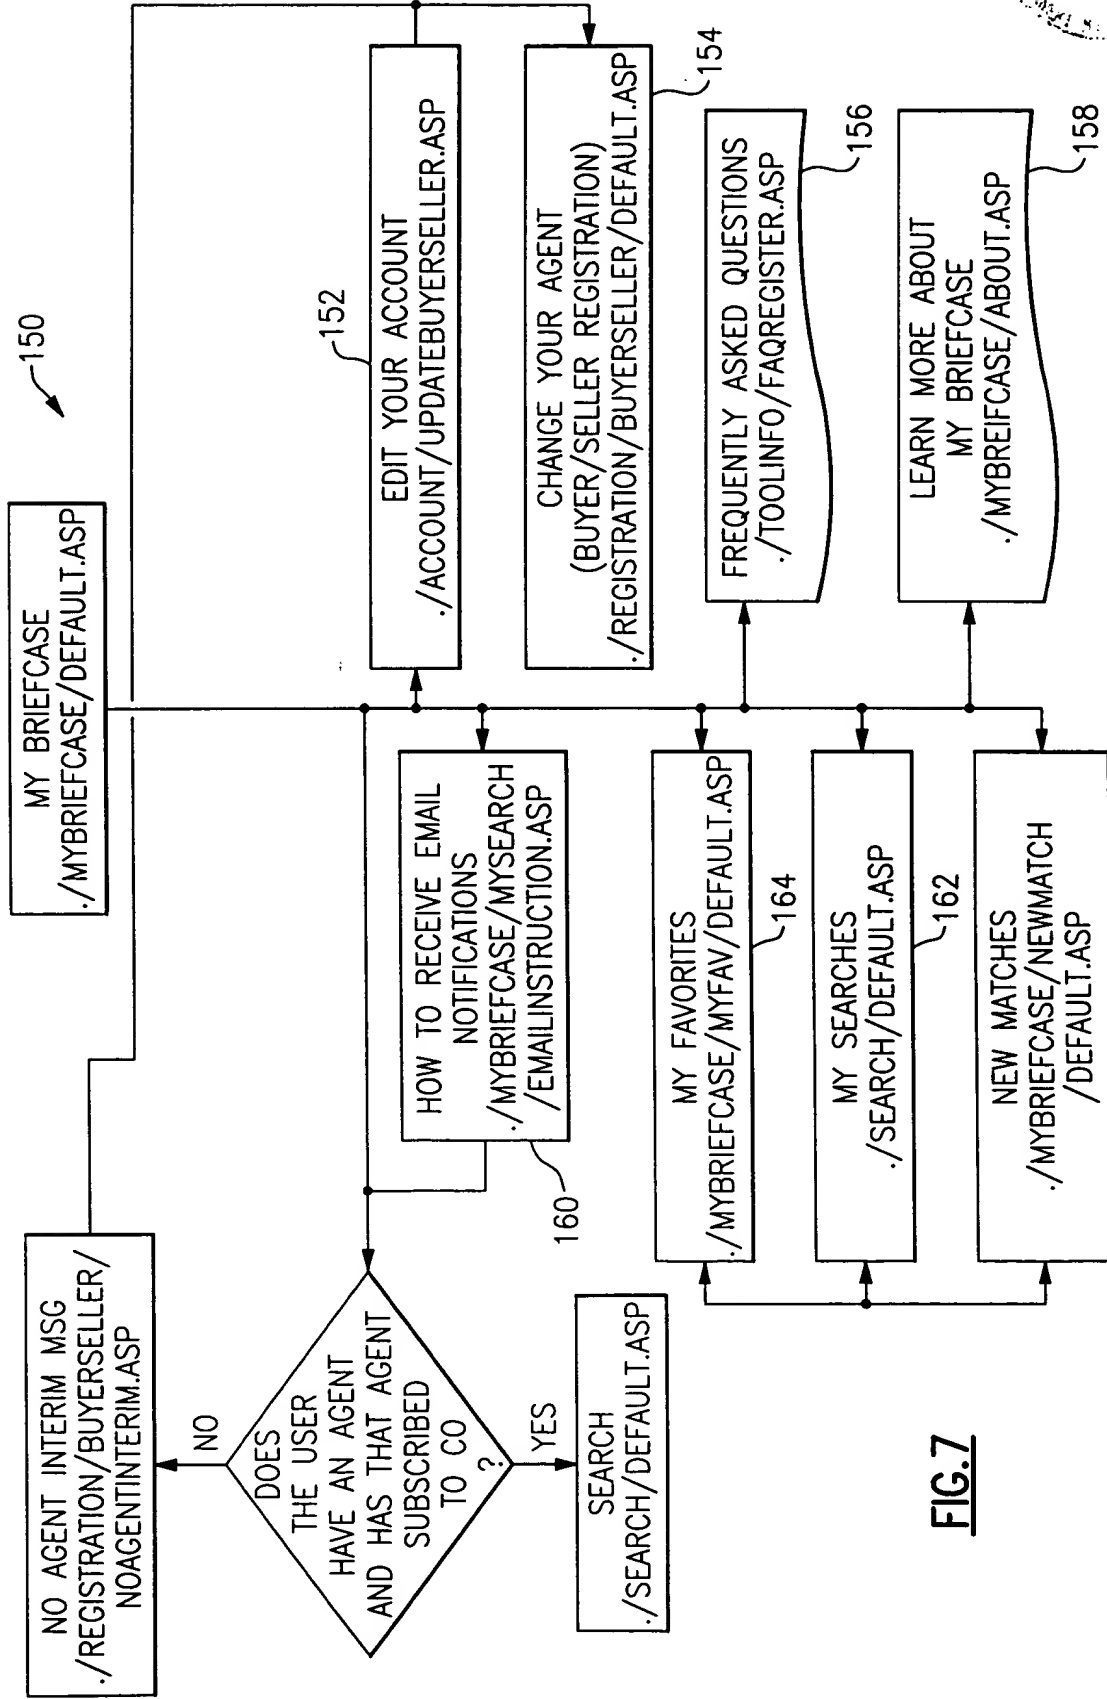 150
MY BRIEFCASE
./MYBRIEFCASE/DEFAULT.ASP
NO AGENT INTERIM MSG
./REGISTRATION/BUYERSELLER/
NOAGENTINTERIM.ASP
NO
DOES
THE USER
HAVE AN AGENT
AND HAS THAT AGENT
SUBSCRIBED
TO CO
?
YES
SEARCH
./SEARCH/DEFAULT.ASP
HOW TO RECEIVE EMAIL
NOTIFICATIONS
./MYBRIEFCASE/MYSEARCH
/EMAILINSTRUCTION.ASP
160
MY FAVORITES
./MYBRIEFCASE/MYFAV/DEFAULT.ASP
164
MY SEARCHES
./SEARCH/DEFAULT.ASP
162
NEW MATCHES
./MYBRIEFCASE/NEWMATCH
/DEFAULT.ASP
152
EDIT YOUR ACCOUNT
./ACCOUNT/UPDATEBUYERSELLER.ASP
CHANGE YOUR AGENT
(BUYER/SELLER REGISTRATION)
./REGISTRATION/BUYERSELLER/DEFAULT.ASP
154
FREQUENTLY ASKED QUESTIONS
./TOOLINFO/FAQREGISTER.ASP
156
LEARN MORE ABOUT
MY BRIEFCASE
./MYBREIFCASE/ABOUT.ASP
158
FIG.7